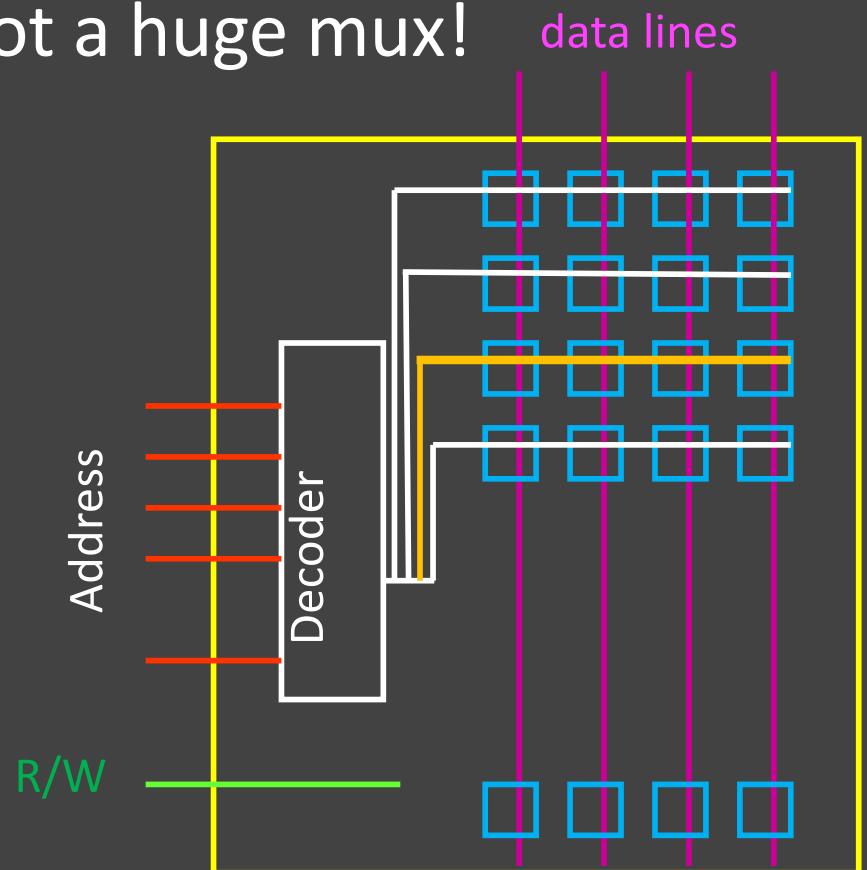 ot a huge mux!
data lines
Address
Decoder
R/W